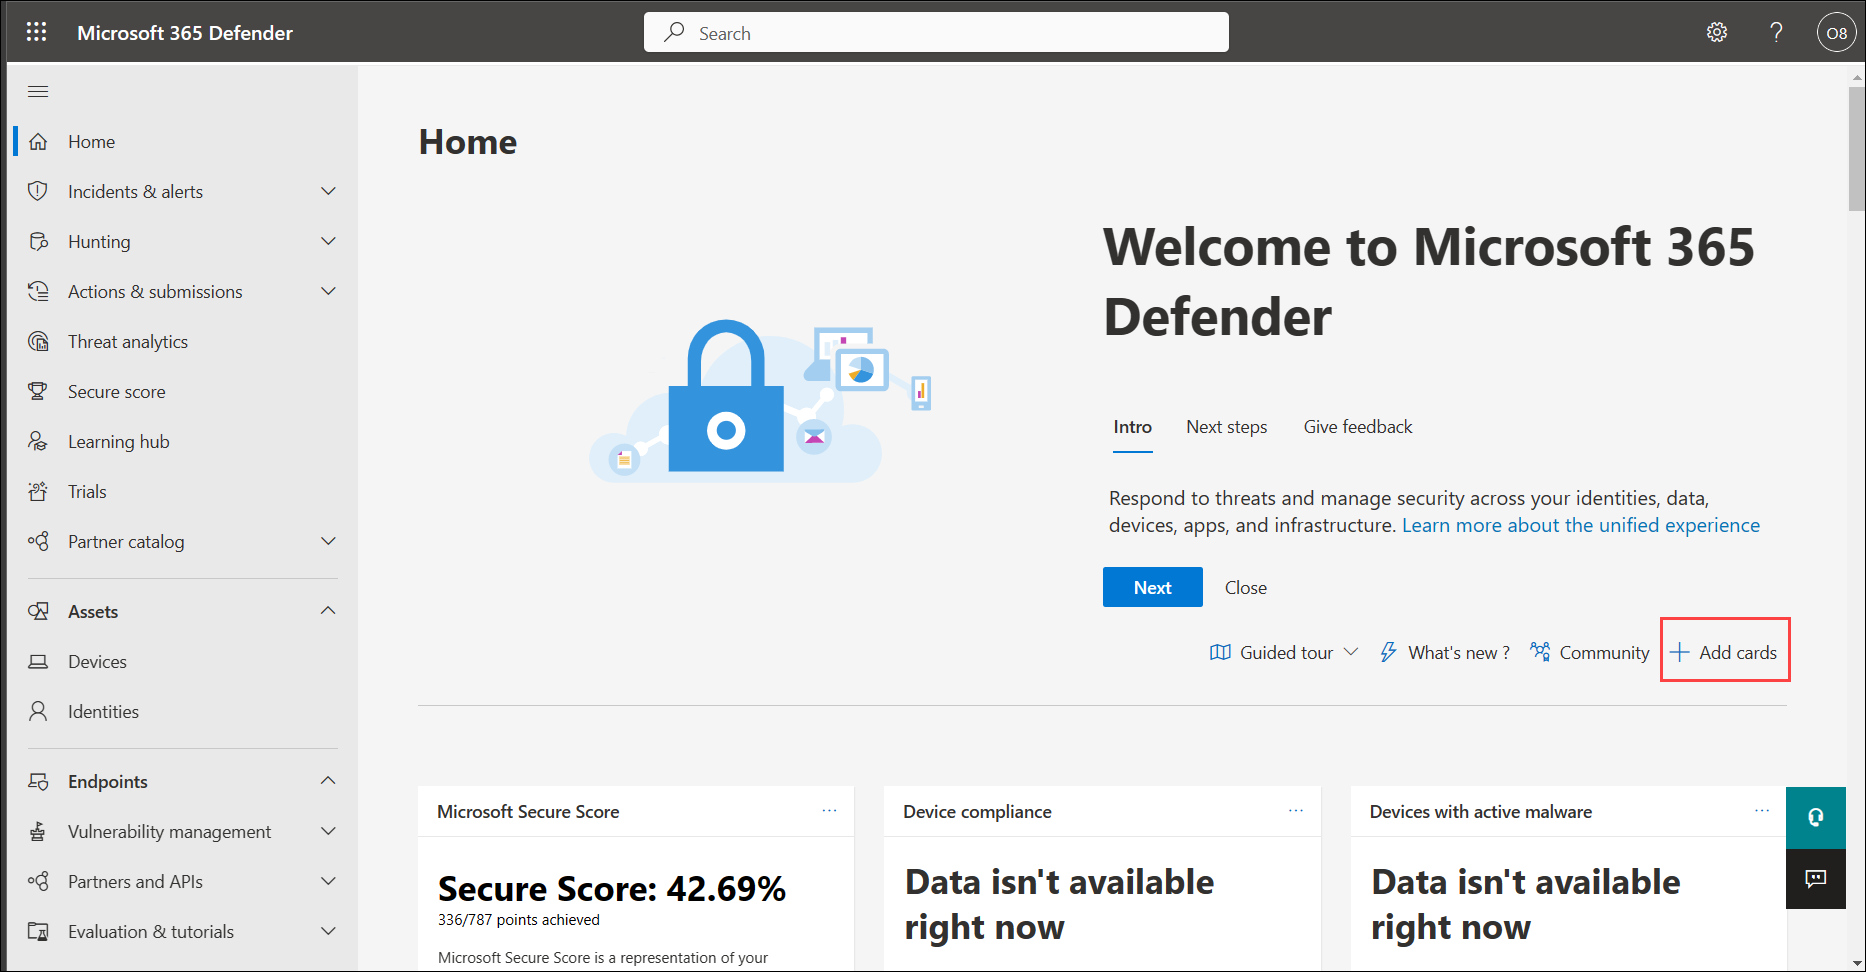 Microsoft 365 Defender
Search
?
O8
Home
Incidents & alerts
Hunting
Actions & submissions
Threat analytics
Secure score
Learning hub
Trials
Partner catalog
Assets
Devices
Identities
Endpoints
Vulnerability management
Partners and APIs
Evaluation & tutorials
Home
Welcome to Microsoft 365
Defender
Intro Next steps Give feedback
Respond to threats and manage security across your identities, data,
devices, apps, and infrastructure. Learn more about the unified experience
Next Close
Guided tour What's new ? Community Add cards
Microsoft Secure Score ...
Secure Score: 42.69%
336/787 points achieved
Microsoft Secure Score is a representation of your
Device compliance ...
Data isn't available
right now
Devices with active malware ...
Data isn't available
right now